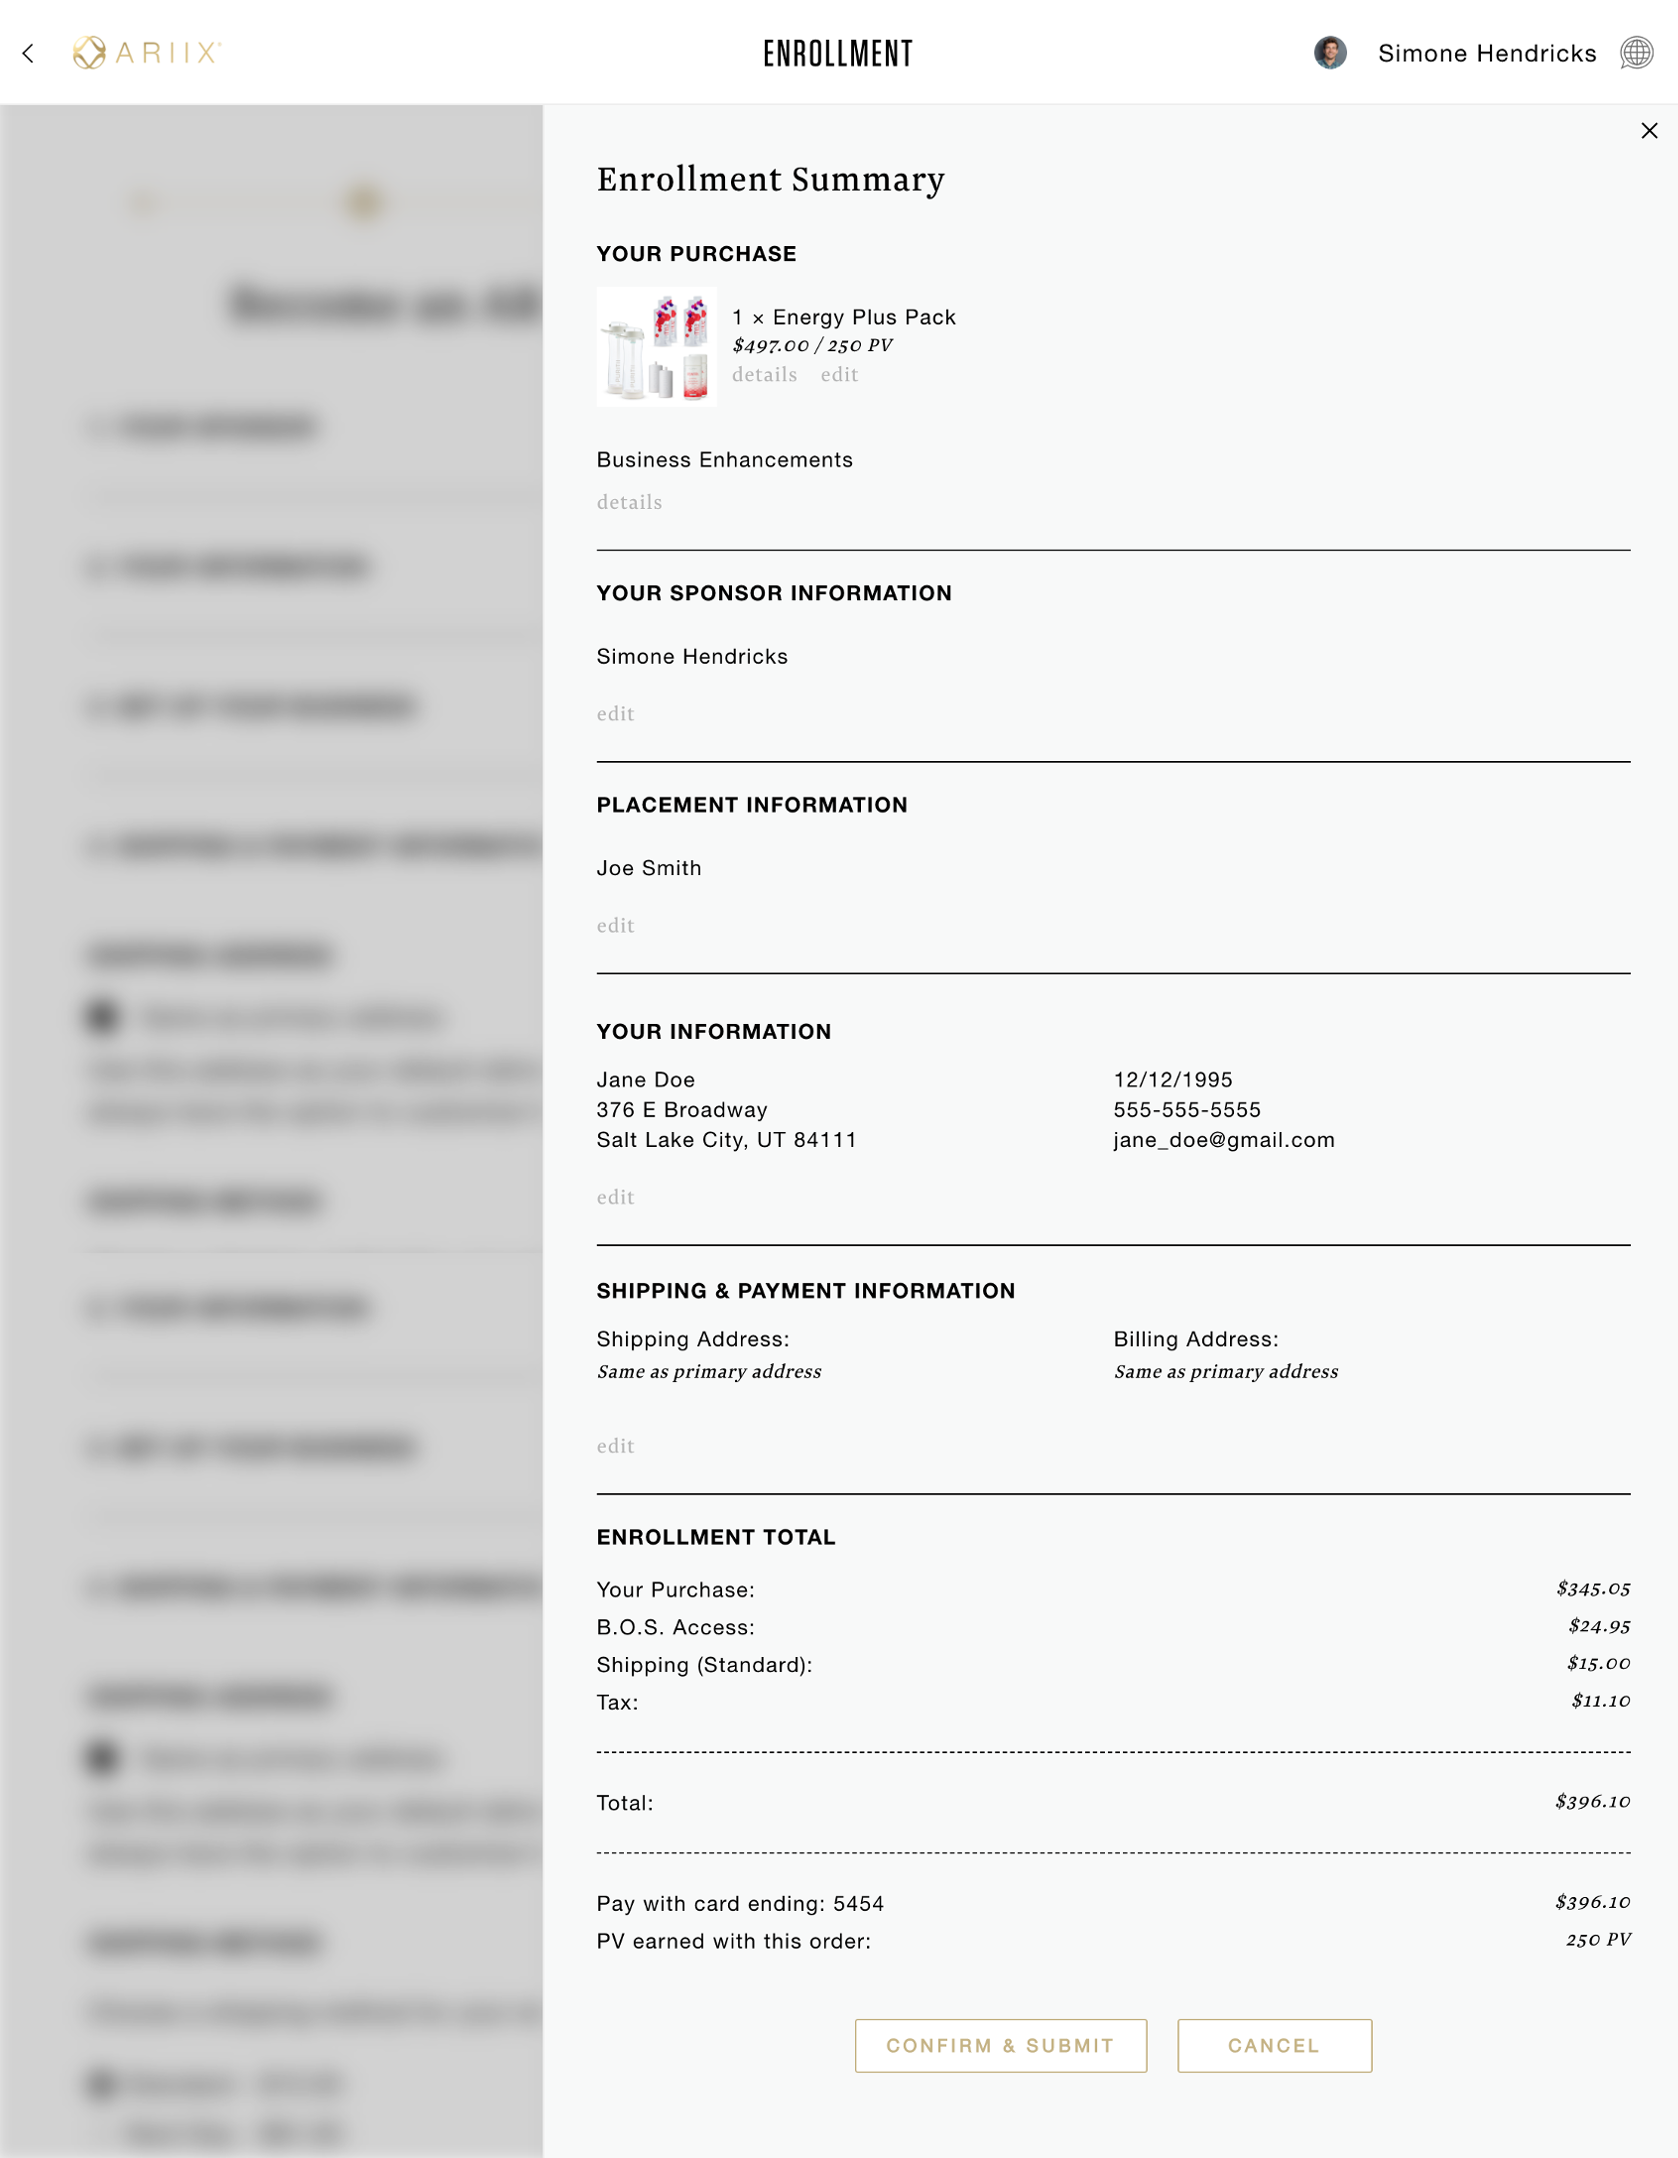 ARIIX
ENROLLMENT
Simone Hendricks
Enrollment Summary
YOUR PURCHASE
1 × Energy Plus Pack
$497.00 / 250 PV
details edit
Business Enhancements
details
YOUR SPONSOR INFORMATION
Simone Hendricks
edit
PLACEMENT INFORMATION
Joe Smith
edit
YOUR INFORMATION
Jane Doe
376 E Broadway
Salt Lake City, UT 84111
12/12/1995
555-555-5555
jane_doe@gmail.com
edit
SHIPPING & PAYMENT INFORMATION
Shipping Address:
Same as primary address
Billing Address:
Same as primary address
edit
ENROLLMENT TOTAL
Your Purchase: $345.05
B.O.S. Access: $24.95
Shipping (Standard): $15.00
Tax: $11.10
Total: $396.10
Pay with card ending: 5454 $396.10
PV earned with this order: 250 PV
CONFIRM & SUBMIT
CANCEL